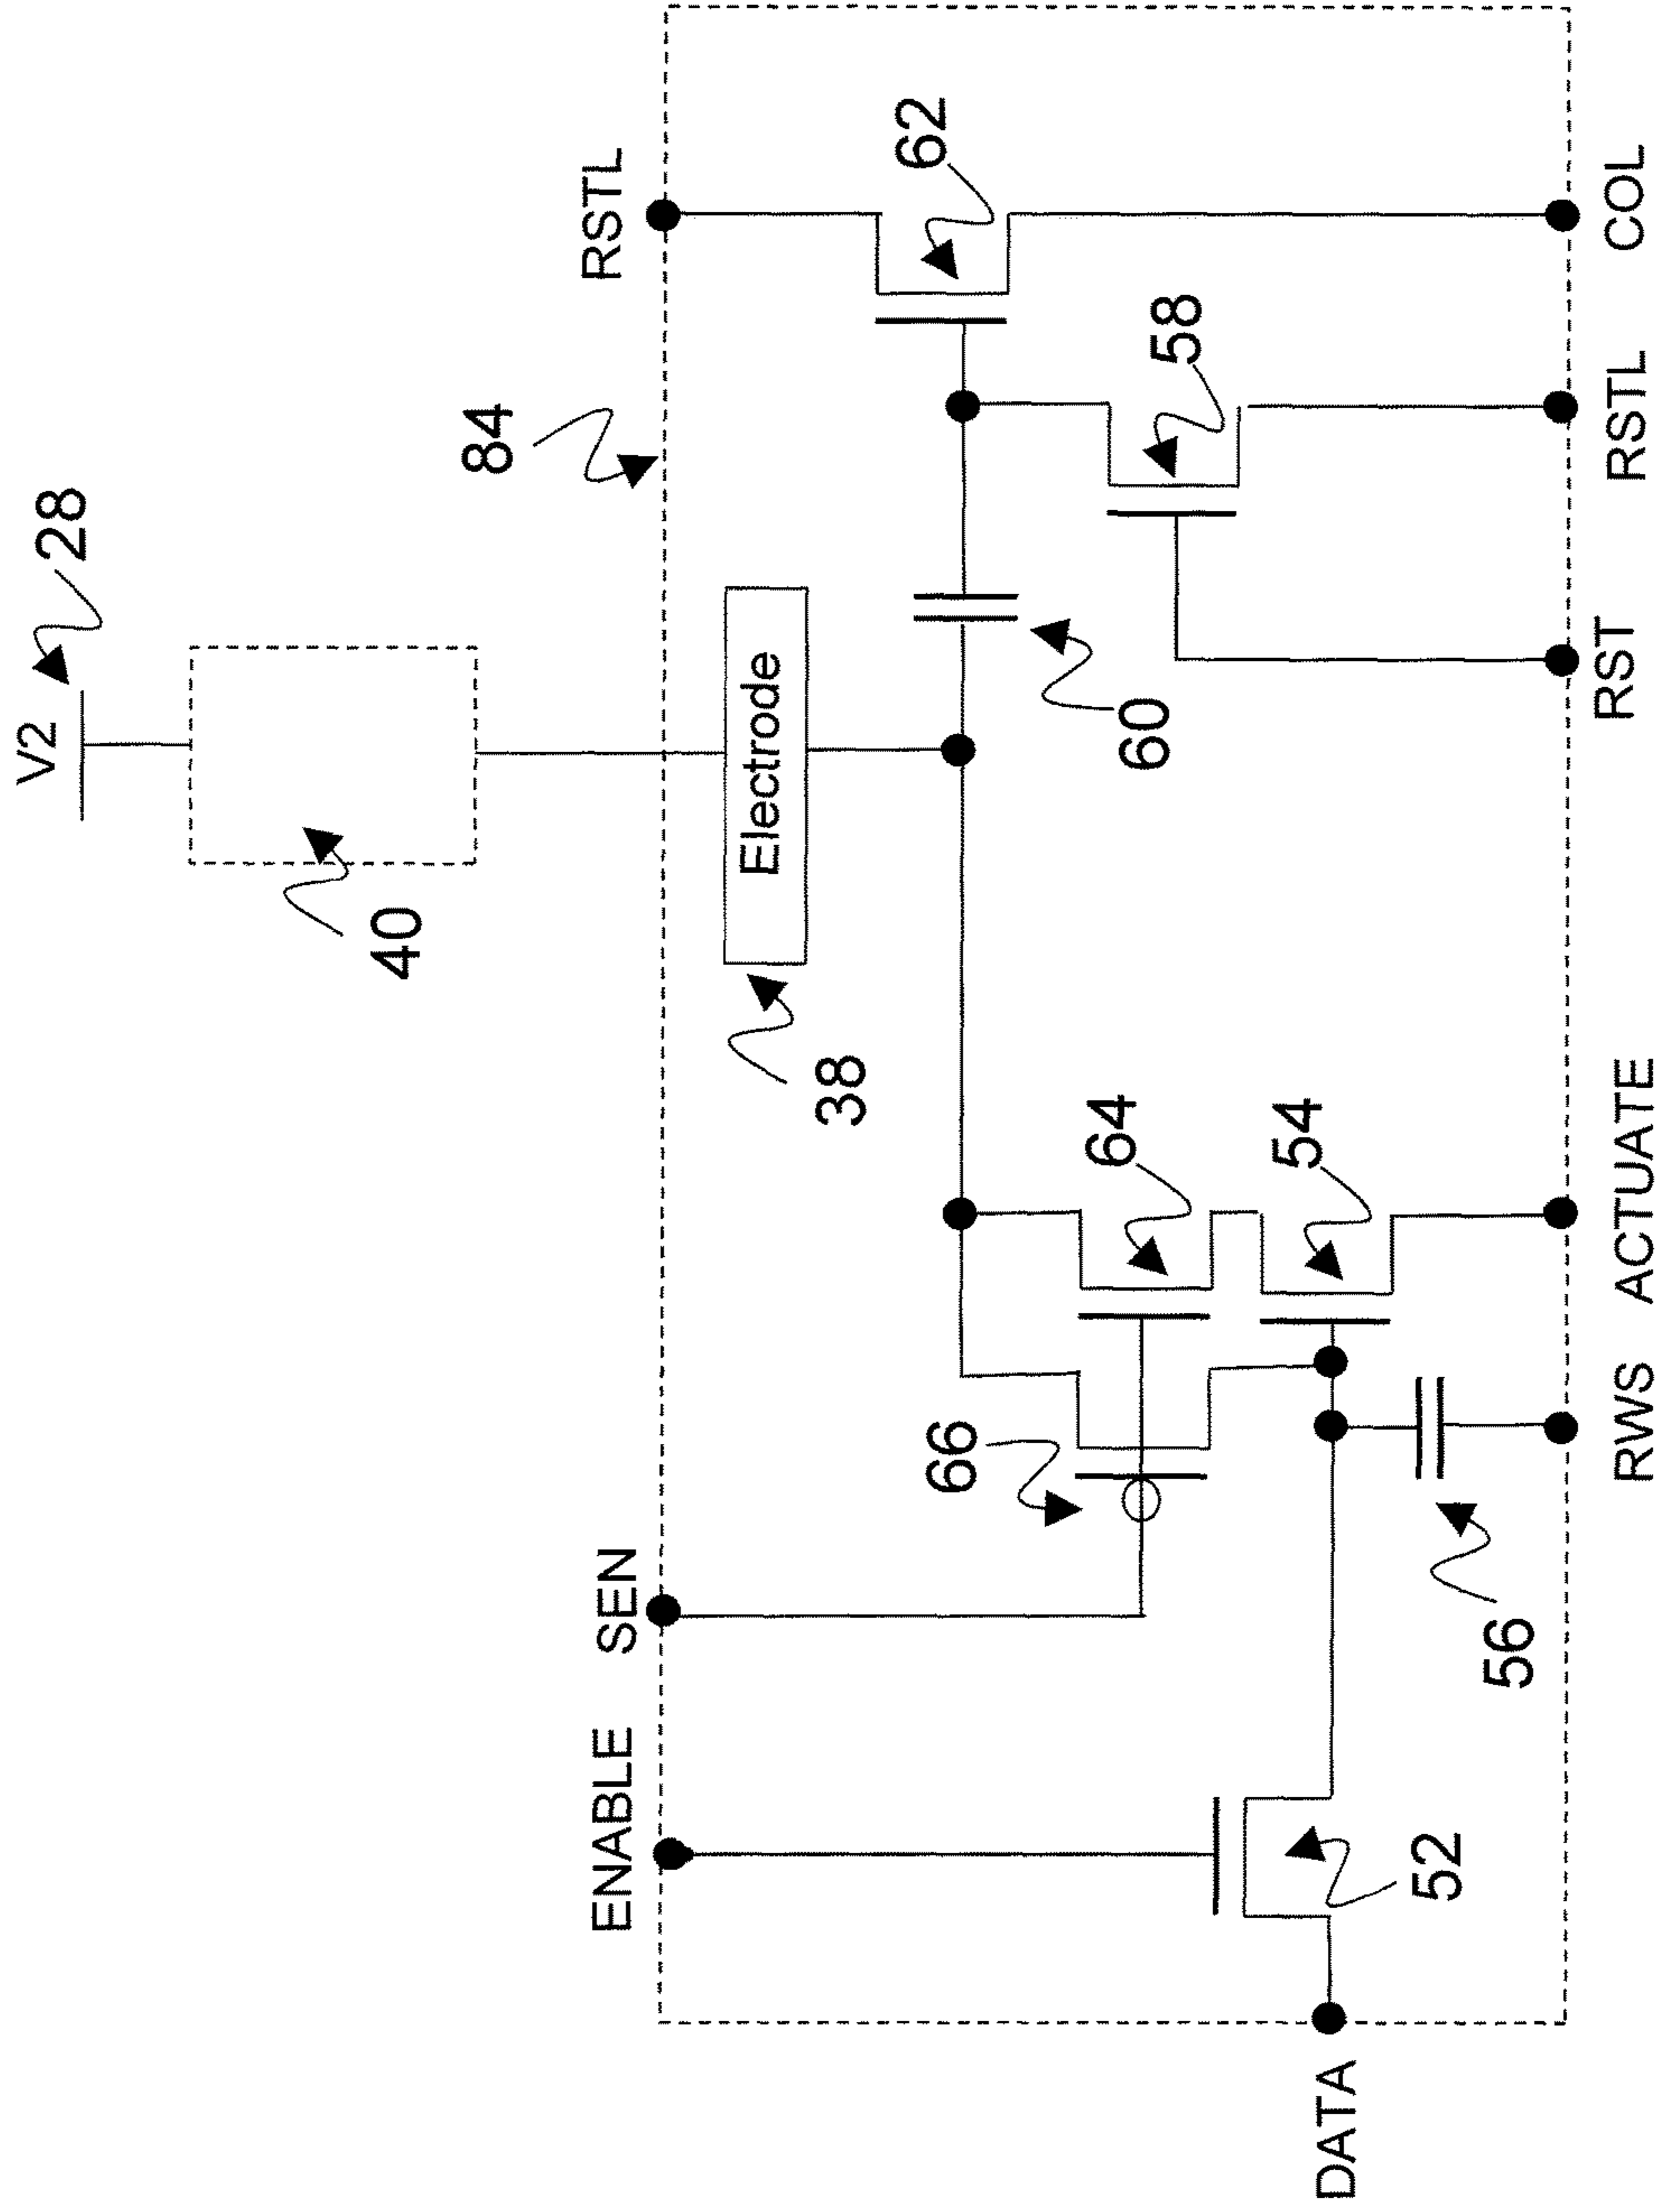 V2
28
40
84
ENABLE
SEN
RSTL
Electrode
38
62
66
64
60
58
54
DATA
52
56
RWS
ACTUATE
RST
RSTL
COL